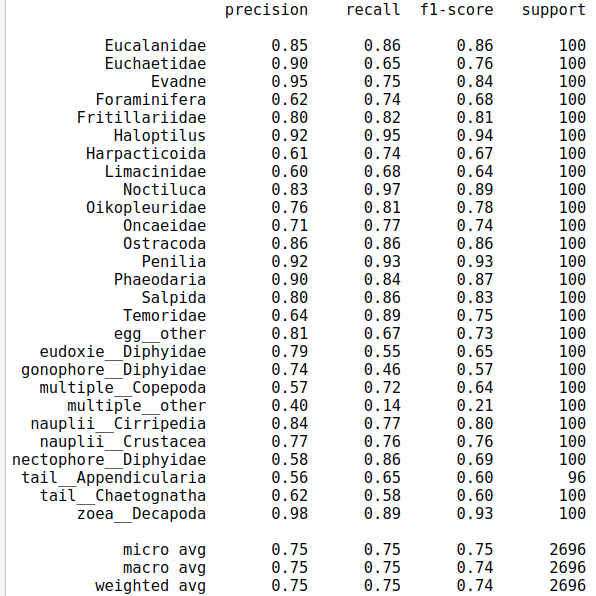 precision recall f1-score support
Eucalanidae 0.85 0.86 0.86 100
Euchaetidae 0.90 0.65 0.76 100
Evadne 0.95 0.75 0.84 100
Foraminifera 0.62 0.74 0.68 100
Fritillariidae 0.80 0.82 0.81 100
Haloptilus 0.92 0.95 0.94 100
Harpacticoida 0.61 0.74 0.67 100
Limacinidae 0.60 0.68 0.64 100
Noctiluca 0.83 0.97 0.89 100
Oikopleuridae 0.76 0.81 0.78 100
Oncaeidae 0.71 0.77 0.74 100
Ostracoda 0.86 0.86 0.86 100
Penilia 0.92 0.93 0.93 100
Phaeodaria 0.90 0.84 0.87 100
Salpida 0.80 0.86 0.83 100
Temoridae 0.64 0.89 0.75 100
egg__other 0.81 0.67 0.73 100
eudoxie__Diphyidae 0.79 0.55 0.65 100
gonophore__Diphyidae 0.74 0.46 0.57 100
multiple__Copepoda 0.57 0.72 0.64 100
multiple__other 0.40 0.14 0.21 100
nauplii__Cirripedia 0.84 0.77 0.80 100
nauplii__Crustacea 0.77 0.76 0.76 100
nectophore__Diphyidae 0.58 0.86 0.69 100
tail__Appendicularia 0.56 0.65 0.60 96
tail__Chaetognatha 0.62 0.58 0.60 100
zoea__Decapoda 0.98 0.89 0.93 100
micro avg 0.75 0.75 0.75 2696
macro avg 0.75 0.75 0.74 2696
weighted avg 0.75 0.75 0.74 2696